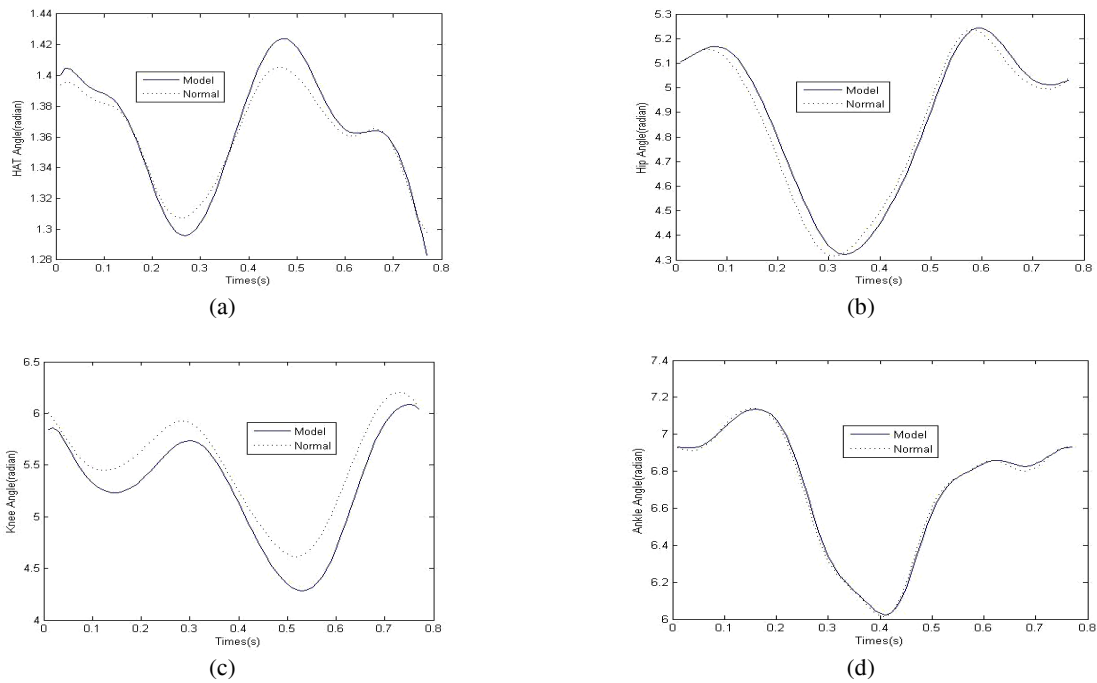 1.44
1.42
1.4
1.38
1.36
1.34
1.32
1.3
1.28
HAT Angle(radian)
Model
Normal
0 0.1 0.2 0.3 0.4 0.5 0.6 0.7 0.8
Times(s)
(a)
5.3
5.2
5.1
5
4.9
4.8
4.7
4.6
4.5
4.4
4.3
Hip Angle(radian)
Model
Normal
0 0.1 0.2 0.3 0.4 0.5 0.6 0.7 0.8
Times(s)
(b)
6.5
6
5.5
5
4.5
4
Knee Angle(radian)
Model
Normal
0 0.1 0.2 0.3 0.4 0.5 0.6 0.7 0.8
Times(s)
(c)
7.4
7.2
7
6.8
6.6
6.4
6.2
6
Ankle Angle(radian)
Model
Normal
0 0.1 0.2 0.3 0.4 0.5 0.6 0.7 0.8
Times(s)
(d)